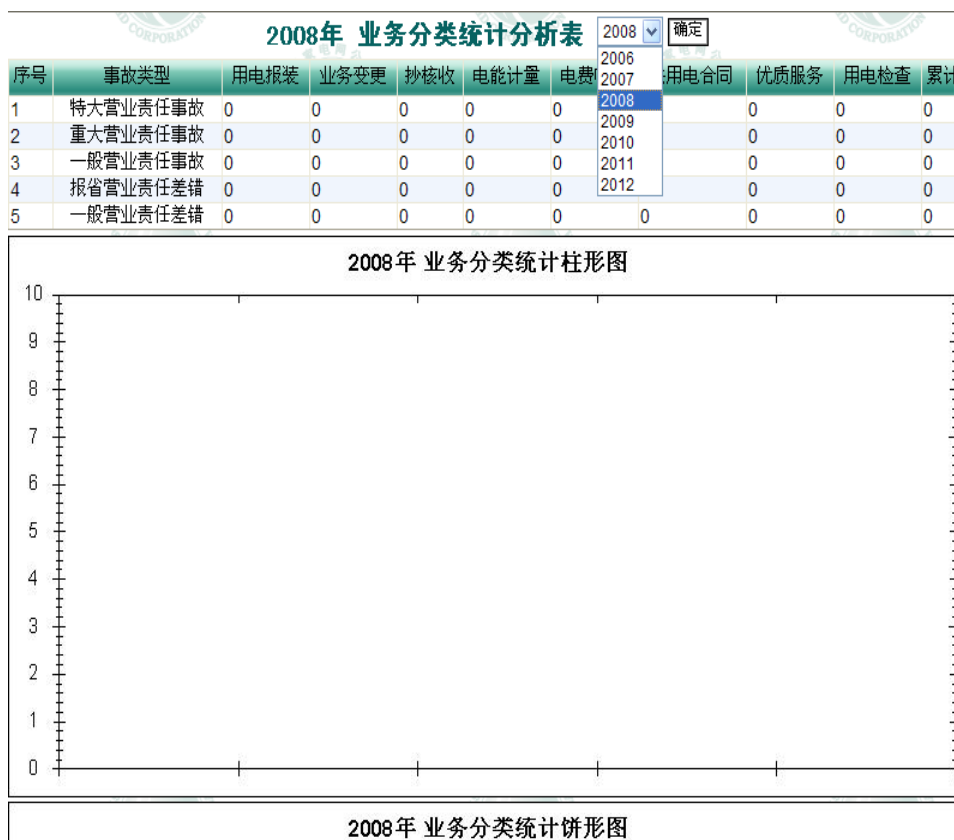 CORPORATION
2008年 业务分类统计分析表 2008 确定
2006
2007
2008
2009
2010
2011
2012
序号 事故类型 用电报装 业务变更 抄核收 电能计量 电费 用电合同 优质服务 用电检查 累计
1 特大营业责任事故 0 0 0 0 0 0 0 0
2 重大营业责任事故 0 0 0 0 0 0 0 0
3 一般营业责任事故 0 0 0 0 0 0 0 0
4 报省营业责任差错 0 0 0 0 0 0 0 0
5 一般营业责任差错 0 0 0 0 0 0 0 0 0
2008年 业务分类统计柱形图
10
9
8
7
6
5
4
3
2
1
0
2008年 业务分类统计饼形图